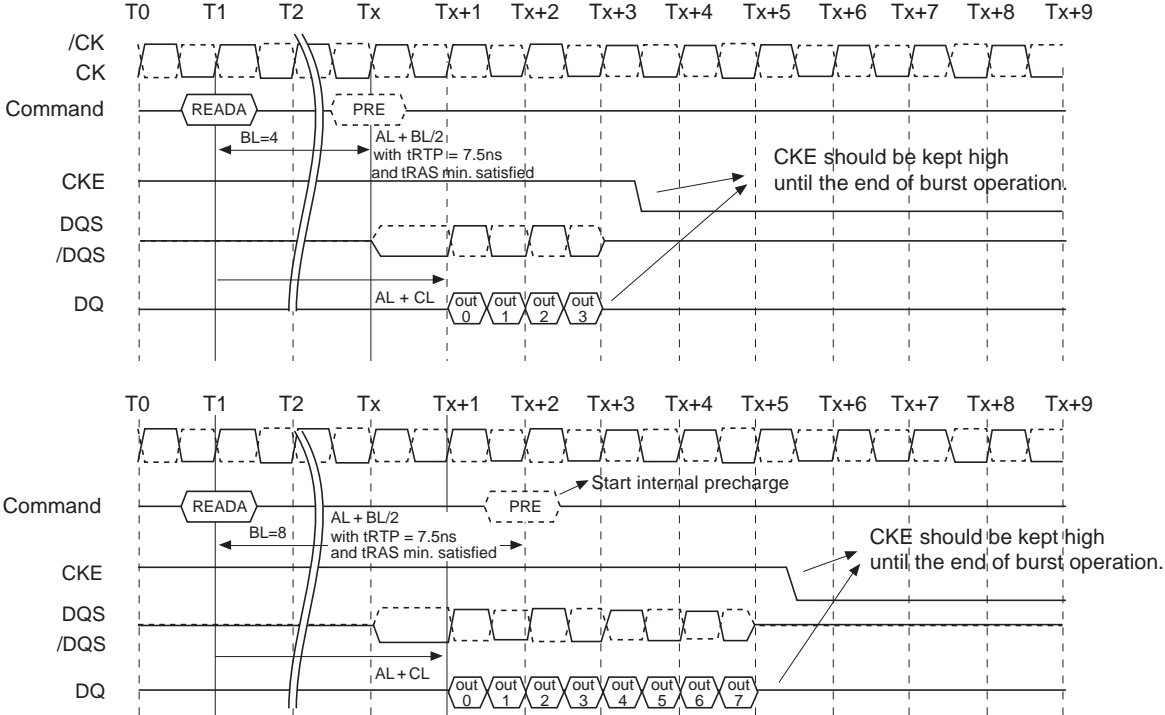 T0 T1 T2 Tx Tx+1 Tx+2 Tx+3 Tx+4 Tx+5 Tx+6 Tx+7 Tx+8 Tx+9
/CK
CK
Command READA PRE
BL=4
AL + BL/2
with tRTP = 7.5ns
and tRAS min. satisfied
CKE should be kept high
until the end of burst operation.
CKE
DQS
/DQS
AL + CL
DQ out 0 out 1 out 2 out 3
T0 T1 T2 Tx Tx+1 Tx+2 Tx+3 Tx+4 Tx+5 Tx+6 Tx+7 Tx+8 Tx+9
Start internal precharge
Command READA PRE
BL=8
AL + BL/2
with tRTP = 7.5ns
and tRAS min. satisfied
CKE should be kept high
until the end of burst operation.
CKE
DQS
/DQS
AL + CL
DQ out 0 out 1 out 2 out 3 out 4 out 5 out 6 out 7